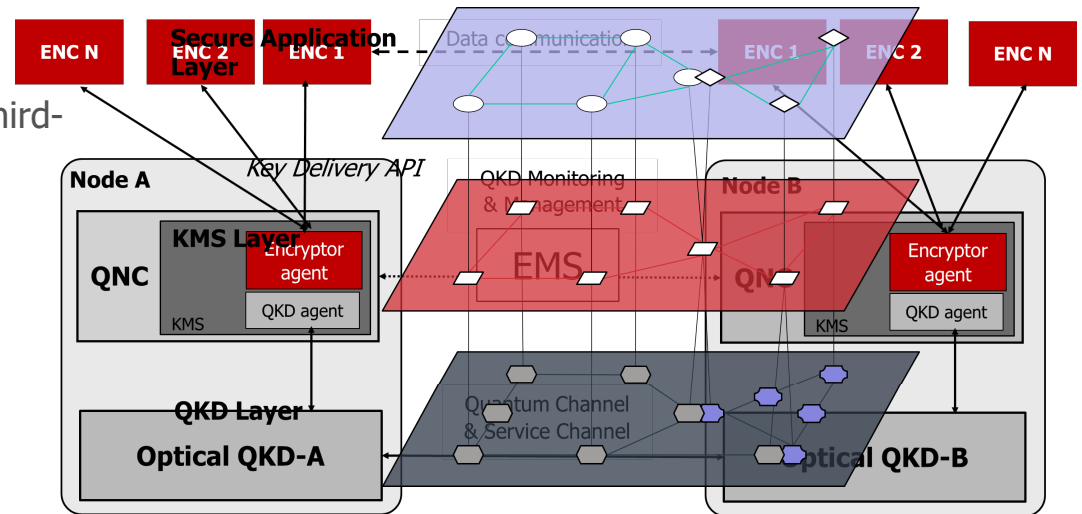 ENC N
ENC 2
ENC 1
Secure Application
Layer
Data communication
ENC 1
ENC 2
ENC N
hird-
Key Delivery API
Node A
QKD Monitoring
& Management
Node B
KMS Layer
QNC
Encryptor
agent
QKD agent
KMS
EMS
QNC
Encryptor
agent
QKD agent
KMS
QKD Layer
Optical QKD-A
Quantum Channel
& Service Channel
Optical QKD-B